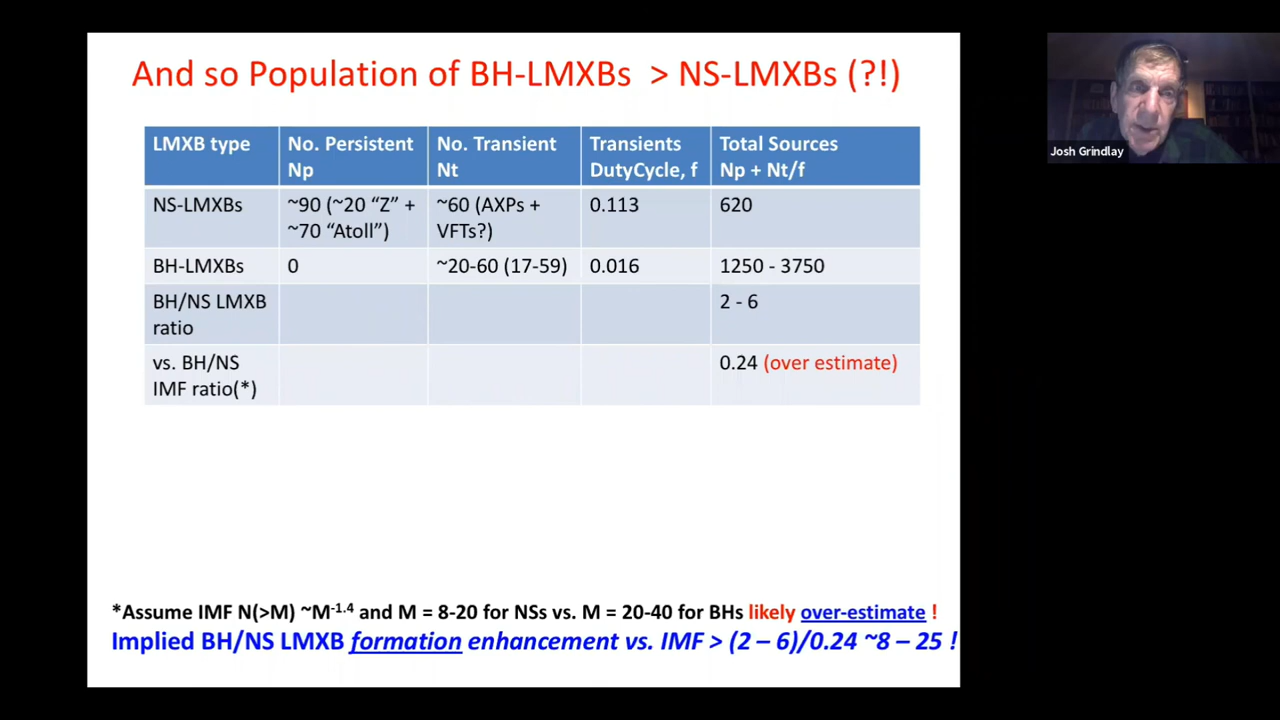 And so Population of BH-LMXBs > NS-LMXBs (?!)
LMXB type
No. Persistent
Np
No. Transient
Nt
Transients
DutyCycle, f
Total Sources
Np + Nt/f
NS-LMXBs
~90 (~20 “Z” +
~70 “Atoll”)
~60 (AXPs +
VFTs?)
0.113
620
BH-LMXBs
0
~20-60 (17-59)
0.016
1250 - 3750
BH/NS LMXB
ratio
2 - 6
vs. BH/NS
IMF ratio(*)
0.24 (over estimate)
*Assume IMF N(>M) ~M-1.4 and M = 8-20 for NSs vs. M = 20-40 for BHs likely over-estimate !
Implied BH/NS LMXB formation enhancement vs. IMF > (2 – 6)/0.24 ~8 – 25 !
Josh Grindlay